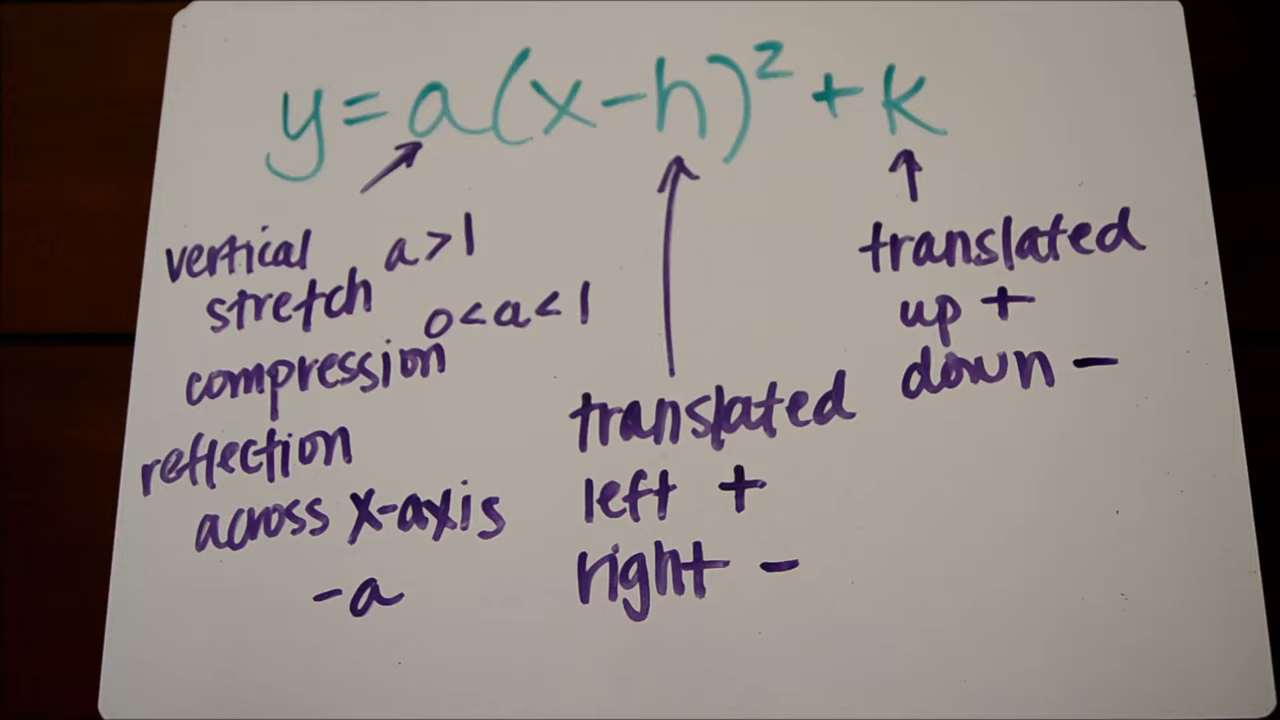 y=a(x-h)² +k
vertical
stretch a>1
compression 0<a<1
reflection
across x-axis
-a
translated
left +
right -
translated
up +
down -